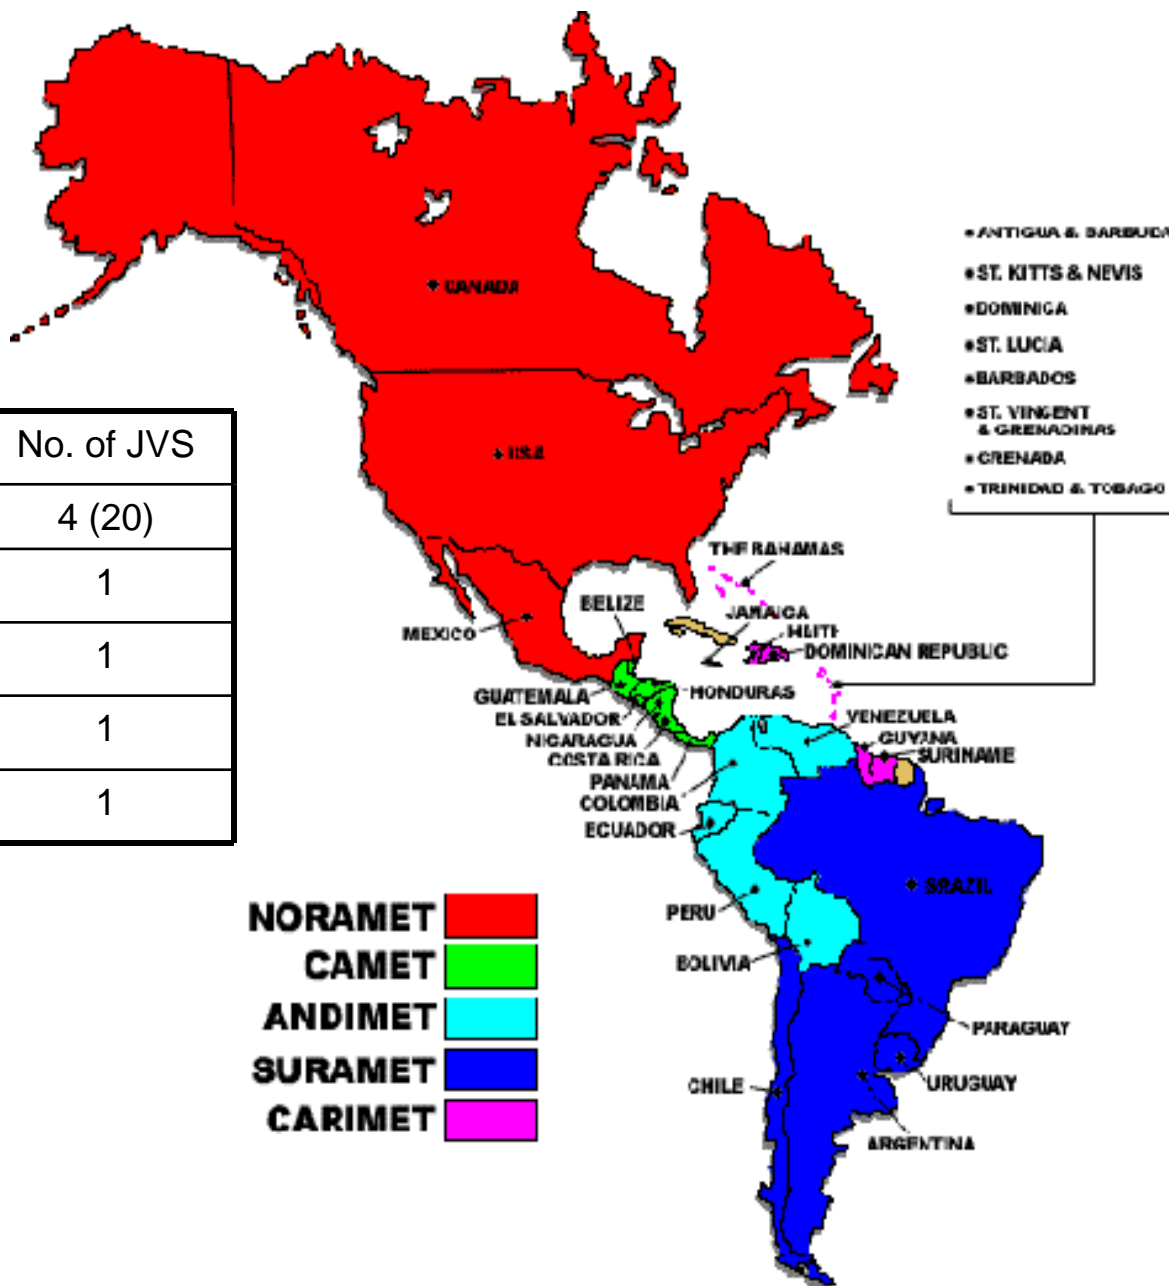 ANTIGUA & BARBUDA
ST. KITTS & NEVIS
DOMINICA
ST. LUCIA
BARBADOS
ST. VINCENT
& GRENADINAS
GRENADA
TRINIDAD & TOBAGO
CANADA
USA
No. of JVS
4 (20)
1
1
1
1
THE BAHAMAS
BELIZE
JAMAICA
MEXICO
HAITI
DOMINICAN REPUBLIC
GUATEMALA
HONDURAS
EL SALVADOR
NICARAGUA
COSTA RICA
PANAMA
COLOMBIA
ECUADOR
VENEZUELA
GUYANA
SURINAME
BRAZIL
PERU
BOLIVIA
PARAGUAY
CHILE
URUGUAY
ARGENTINA
NORAMET
CAMET
ANDIMET
SURAMET
CARIMET